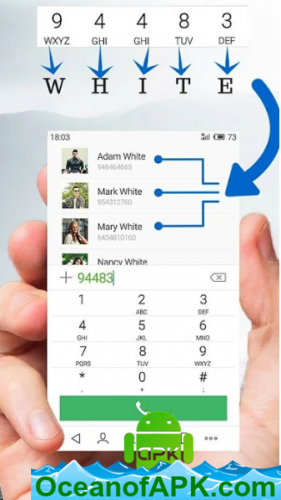 9 4 4 8 3
WXYZ GHI GHI TUV DEF
W H I T E
18:03 73
Adam White
946464665
Mark White
954312760
Mary White
6454810160
Nancy White
+ 94483
1 2 3
ABC DEF
4 5 6
GHI JKL MNO
7 8 9
PQRS TUV WXYZ
* 0 #
+
apk
OceanofAPK.com